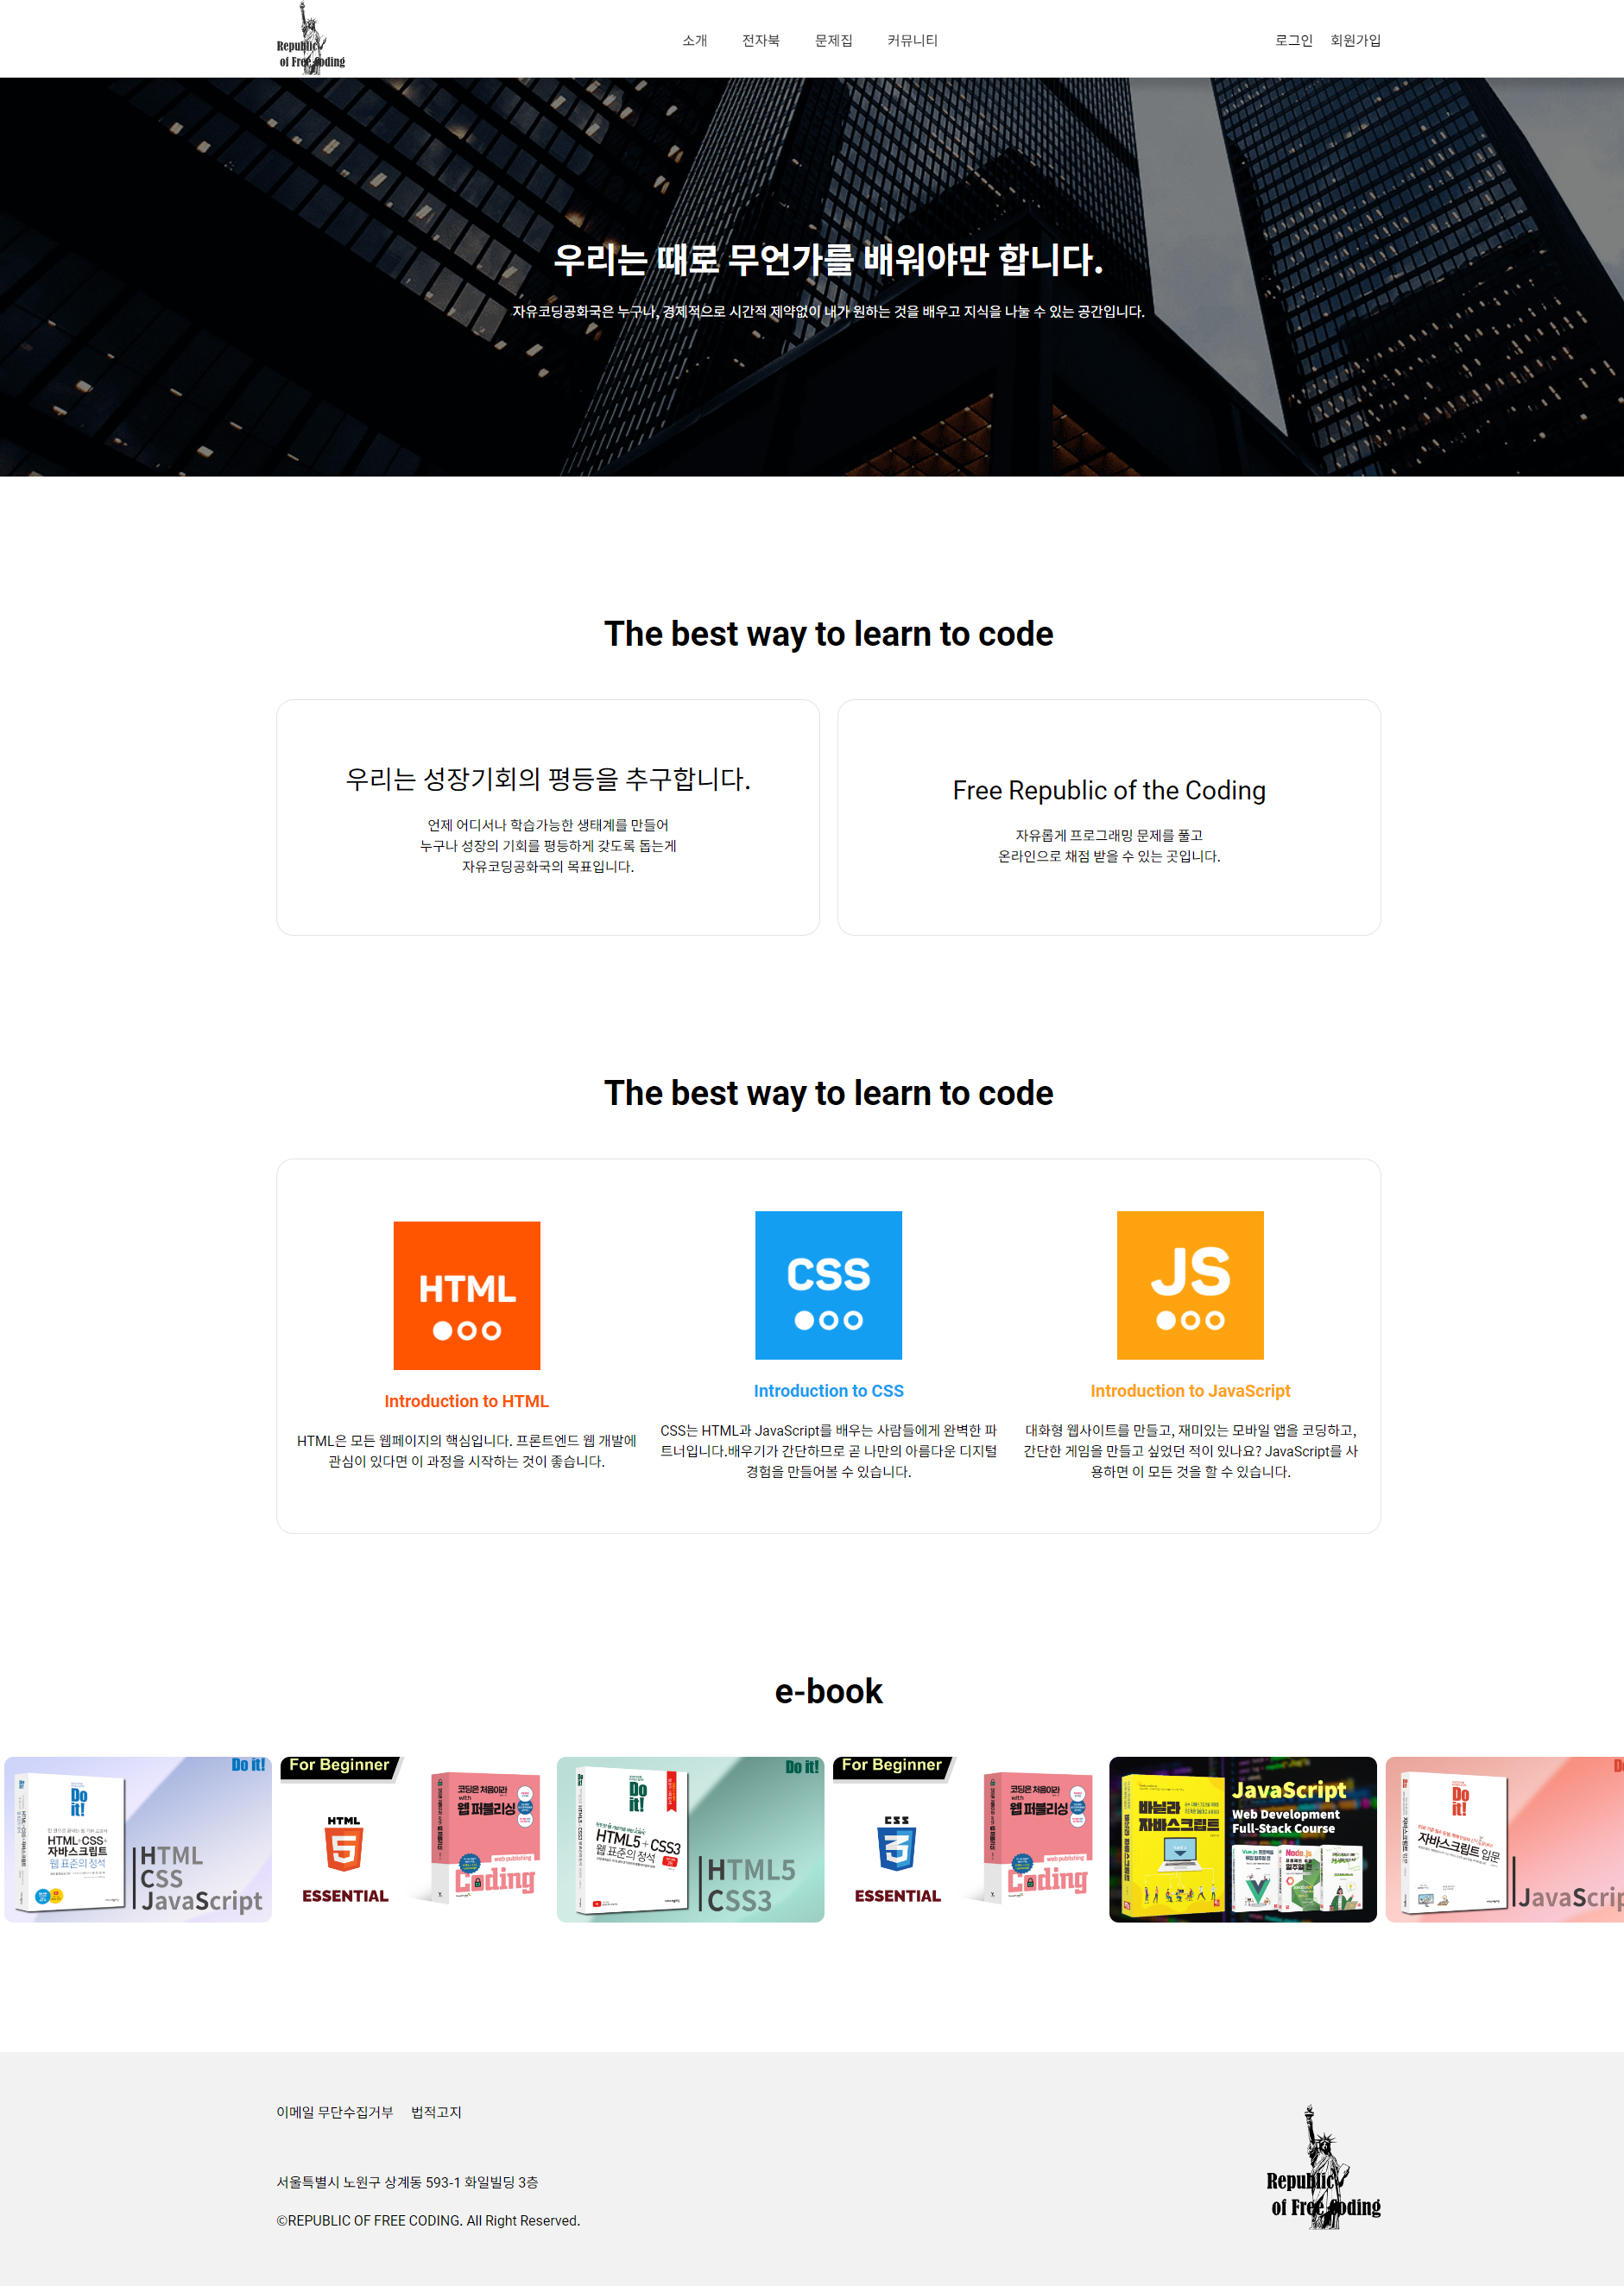 Republic
of Free Coding
소개 전자북 문제집 커뮤니티
로그인 회원가입
우리는 때로 무언가를 배워야만 합니다.
자유코딩공화국은 누구나, 경제적으로 시간적 제약없이 내가 원하는 것을 배우고 지식을 나눌 수 있는 공간입니다.
The best way to learn to code
우리는 성장기회의 평등을 추구합니다.
언제 어디서나 학습가능한 생태계를 만들어
누구나 성장의 기회를 평등하게 갖도록 돕는게
자유코딩공화국의 목표입니다.
Free Republic of the Coding
자유롭게 프로그래밍 문제를 풀고
온라인으로 채점 받을 수 있는 곳입니다.
The best way to learn to code
HTML
Introduction to HTML
HTML은 모든 웹페이지의 핵심입니다. 프론트엔드 웹 개발에
관심이 있다면 이 과정을 시작하는 것이 좋습니다.
CSS
Introduction to CSS
CSS는 HTML과 JavaScript를 배우는 사람들에게 완벽한 파
트너입니다.배우기가 간단하므로 곧 나만의 아름다운 디지털
경험을 만들어볼 수 있습니다.
JS
Introduction to JavaScript
대화형 웹사이트를 만들고, 재미있는 모바일 앱을 코딩하고,
간단한 게임을 만들고 싶었던 적이 있나요? JavaScript를 사
용하면 이 모든 것을 할 수 있습니다.
e-book
Do it!
Do
it!
HTML+CSS+
자바스크립트
웹 표준의 정석
HTML
CSS
JavaScript
For Beginner
HTML
5
ESSENTIAL
코딩은 처음이라
with
웹 퍼블리싱
web publishing
Coding
Do it!
Do
it!
HTML5+CSS3
웹 표준의 정석
HTML5
CSS3
For Beginner
CSS
3
ESSENTIAL
코딩은 처음이라
with
웹 퍼블리싱
web publishing
Coding
바닐라
자바스크립트
JavaScript
Web Development
Full-Stack Course
Vue.js
Node.js
Do
it!
자바스크립트 입문
이메일 무단수집거부 법적고지
서울특별시 노원구 상계동 593-1 화일빌딩 3층
©REPUBLIC OF FREE CODING. All Right Reserved.
Republic
of Free Coding